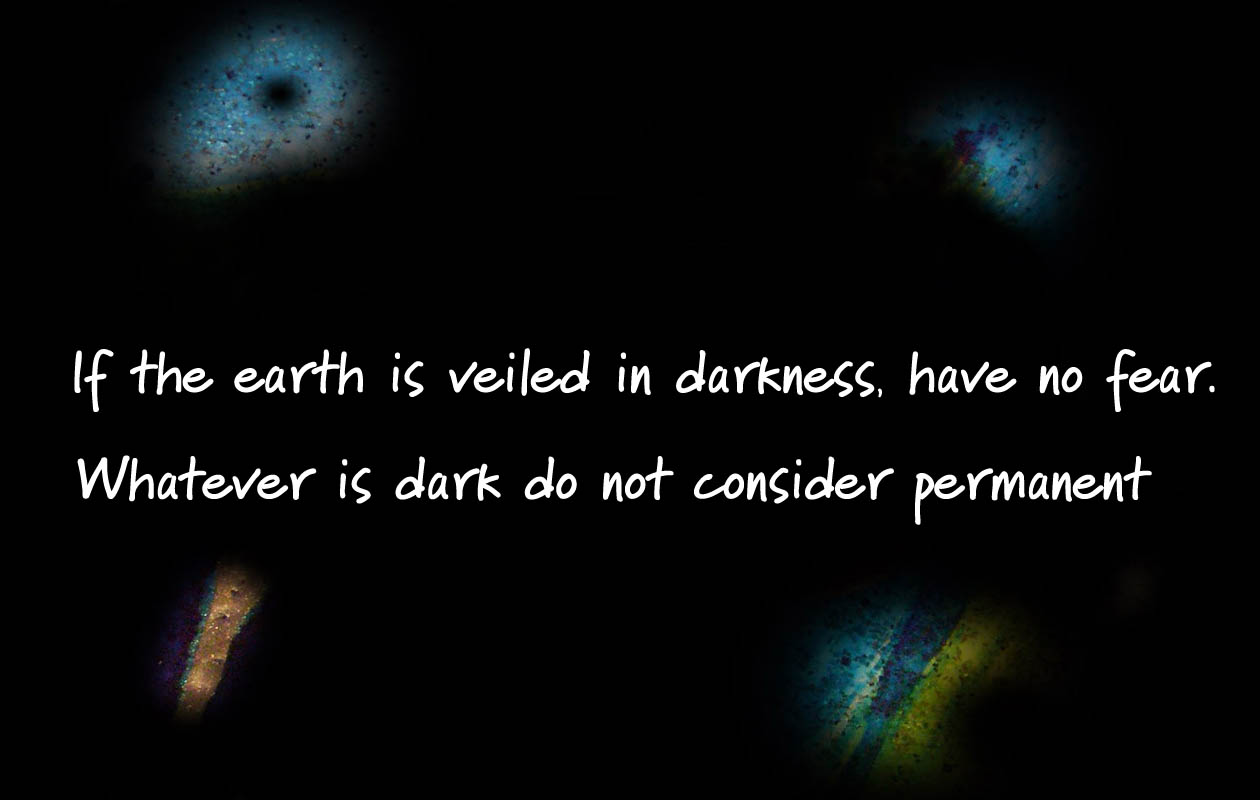 If the earth is veiled in darkness, have no fear.
Whatever is dark do not consider permanent